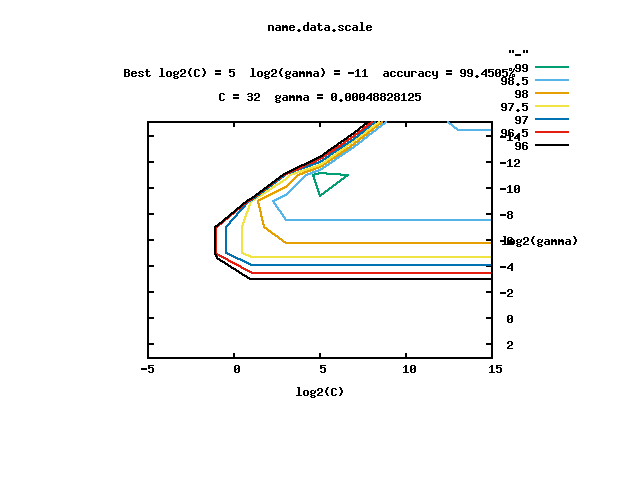 name.data.scale
"-"
Best log2(C) = 5 log2(gamma) = -11 accuracy = 99.4505%
99
98.5
98
97.5
97
96.5
96
C = 32 gamma = 0.00048828125
-14
-12
-10
-8
-6
log2(gamma)
-4
-2
0
2
-5 0 5 10 15
log2(C)